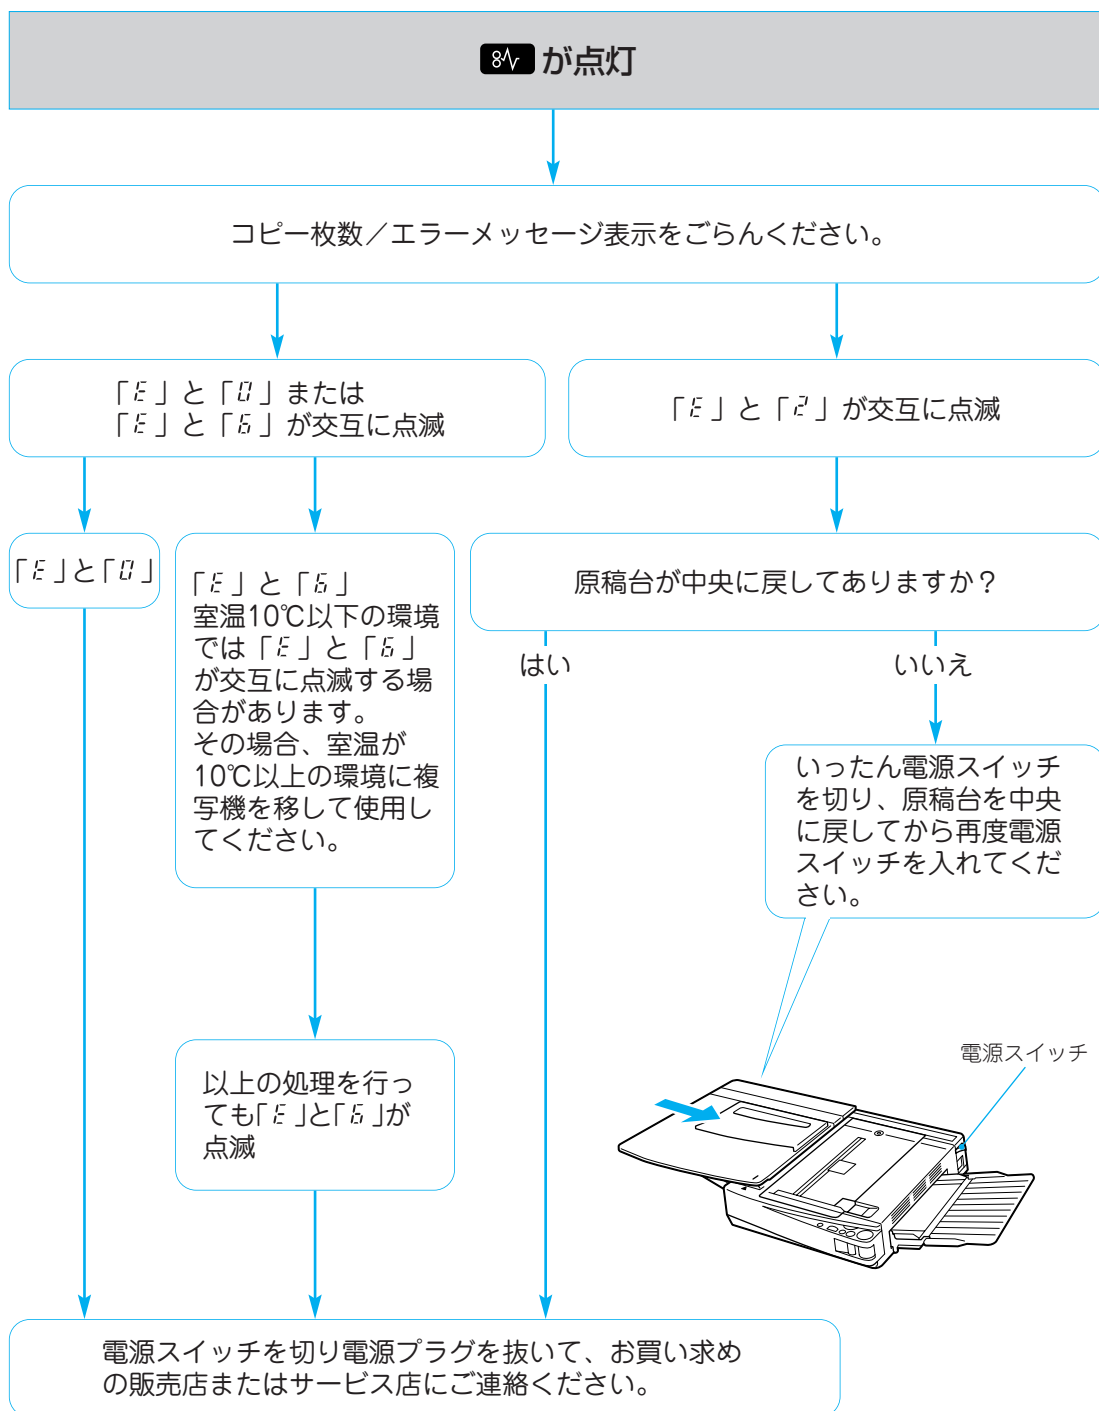 8 が点灯
コピー枚数／エラーメッセージ表示をごらんください。
「E」と「0」または
「E」と「6」が交互に点滅
「E」と「2」が交互に点滅
「E」と「0」
「E」と「6」
室温10℃以下の環境
では「E」と「6」
が交互に点滅する場
合があります。
その場合、室温が
10℃以上の環境に複
写機を移して使用し
てください。
原稿台が中央に戻してありますか？
はい
いいえ
いったん電源スイッチ
を切り、原稿台を中央
に戻してから再度電源
スイッチを入れてくだ
さい。
電源スイッチ
以上の処理を行っ
ても「E」と「6」が
点滅
電源スイッチを切り電源プラグを抜いて、お買い求め
の販売店またはサービス店にご連絡ください。